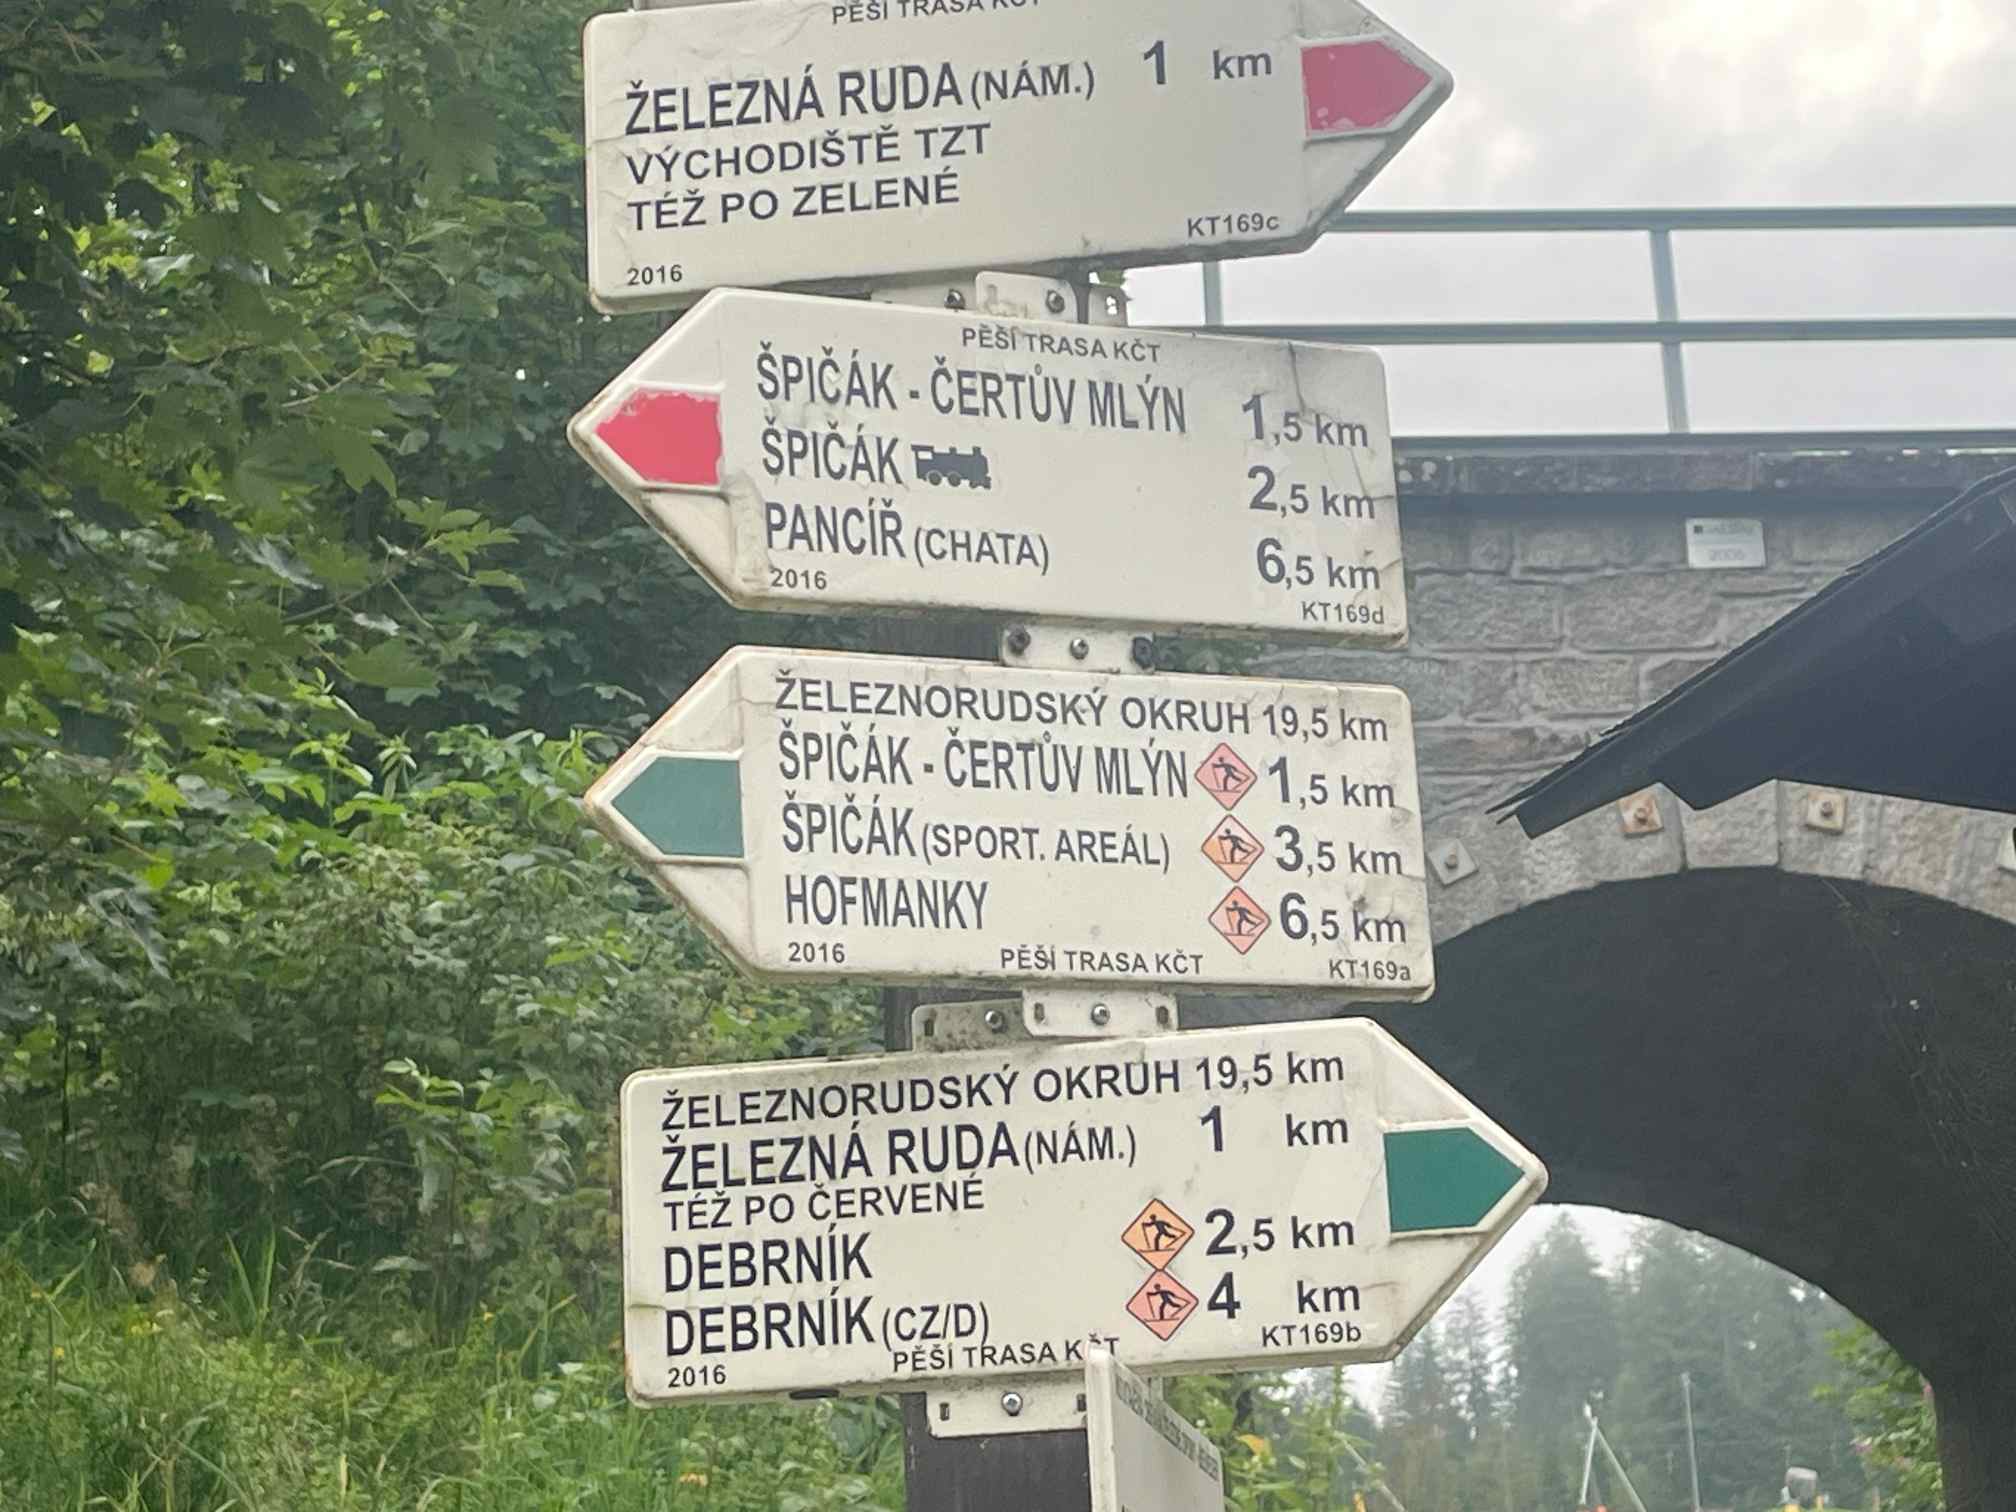 PĚŠÍ TRASA KČT
ŽELEZNÁ RUDA (NÁM.) 1 km
VÝCHODIŠTĚ TZT
TÉŽ PO ZELENÉ
KT169c
2016
PĚŠÍ TRASA KČT
ŠPIČÁK - ČERTŮV MLÝN 1,5 km
ŠPIČÁK 2,5 km
PANCÍŘ (CHATA) 6,5 km
2016 KT169d
ŽELEZNORUDSKÝ OKRUH 19,5 km
ŠPIČÁK - ČERTŮV MLÝN 1,5 km
ŠPIČÁK (SPORT. AREÁL) 3,5 km
HOFMANKY 6,5 km
2016 PĚŠÍ TRASA KČT KT169a
ŽELEZNORUDSKÝ OKRUH 19,5 km
ŽELEZNÁ RUDA (NÁM.) 1 km
TÉŽ PO ČERVENÉ
DEBRNÍK 2,5 km
DEBRNÍK (CZ/D) 4 km
2016 PĚŠÍ TRASA KČT KT169b
2006